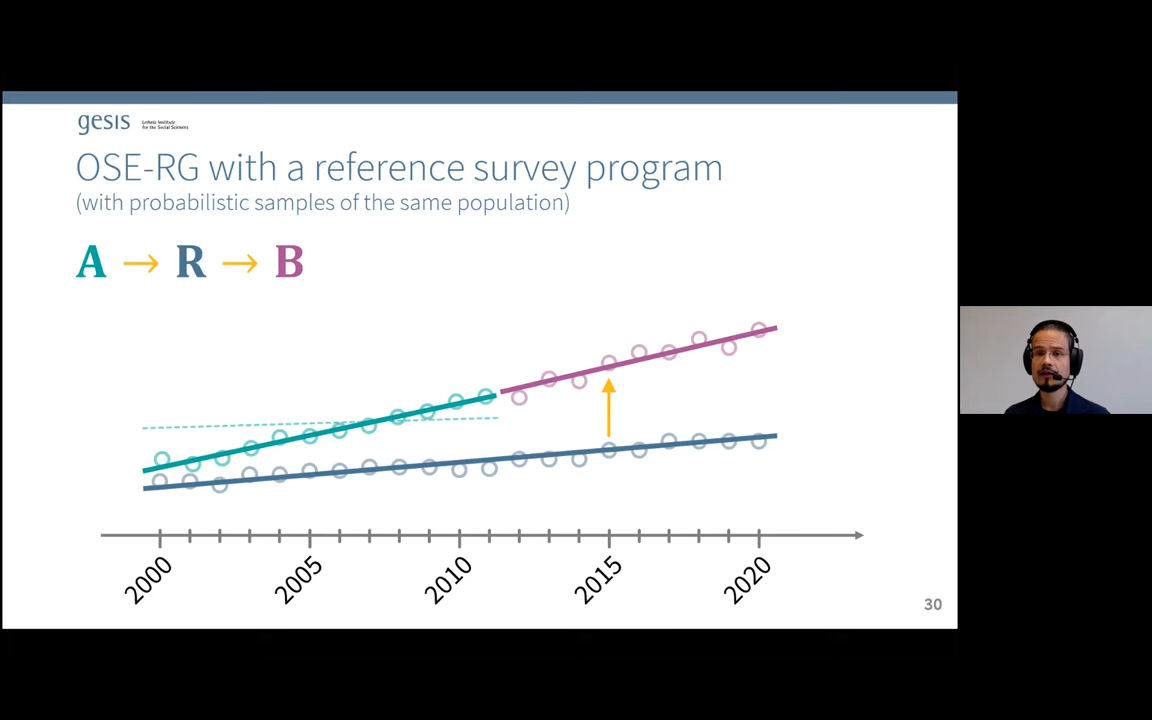 gesis
Leibniz Institute
for the Social Sciences
OSE-RG with a reference survey program
(with probabilistic samples of the same population)
A → R → B
2000
2005
2010
2015
2020
30